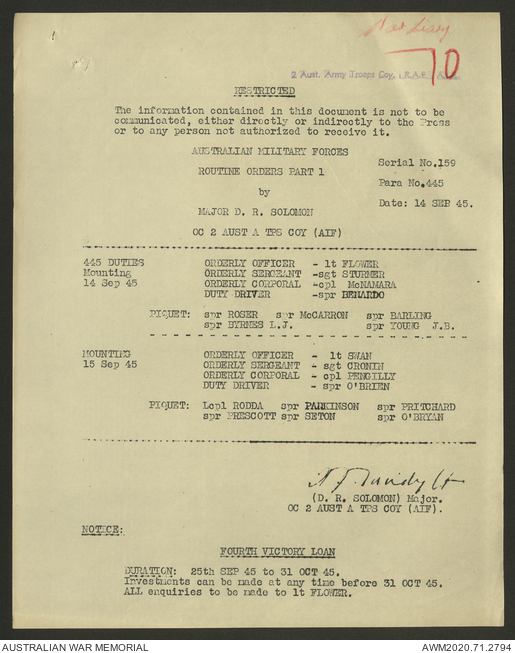 War Diary
70
2 Aust. Army Troops Coy,
RESTRICTED
The information contained in this document is not to be
communicated, either directly or indirectly to the Press
or to any person not authorized to receive it.
AUSTRALIAN MILITARY FORCES
ROUTINE ORDERS PART 1
by
MAJOR D. R. SOLOMON
OC 2 AUST A TPS COY (AIF)
Serial No.159
Para No.445
Date: 14 SEP 45.
445 DUTIES ORDERLY OFFICER - lt FLOWER
Mounting ORDERLY SERGEANT -sgt STURMER
14 Sep 45 ORDERLY CORPORAL -cpl McNAMARA
DUTY DRIVER -spr BENARDO
PIQUET: spr ROSER spr McCARRON spr BARLING
spr BYRNES L.J. spr YOUNG J.B.
MOUNTING ORDERLY OFFICER - lt SWAN
15 Sep 45 ORDERLY SERGEANT - sgt CRONIN
ORDERLY CORPORAL - cpl PENGILLY
DUTY DRIVER - spr O'BRIEN
PIQUET: Lcpl RODDA spr PARKINSON spr PRITCHARD
spr PRESCOTT spr SETON spr O'BRYAN
(D. R. SOLOMON) Major.
OC 2 AUST A TPS COY (AIF).
NOTICE:
FOURTH VICTORY LOAN
DURATION: 25th SEP 45 to 31 OCT 45.
Investments can be made at any time before 31 OCT 45.
ALL enquiries to be made to lt FLOWER.
AUSTRALIAN WAR MEMORIAL
AWM2020.71.2794